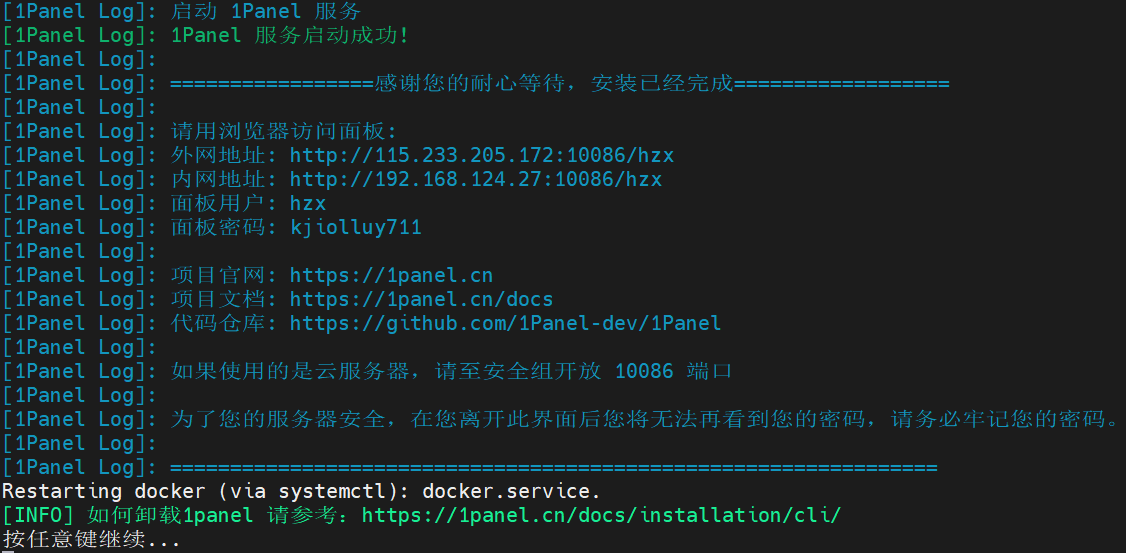 [1Panel Log]: 启动 1Panel 服务
[1Panel Log]: 1Panel 服务启动成功!
[1Panel Log]:
[1Panel Log]: =================感谢您的耐心等待，安装已经完成==================
[1Panel Log]:
[1Panel Log]: 请用浏览器访问面板:
[1Panel Log]: 外网地址: http://115.233.205.172:10086/hzx
[1Panel Log]: 内网地址: http://192.168.124.27:10086/hzx
[1Panel Log]: 面板用户: hzx
[1Panel Log]: 面板密码: kjiolluy711
[1Panel Log]:
[1Panel Log]: 项目官网: https://1panel.cn
[1Panel Log]: 项目文档: https://1panel.cn/docs
[1Panel Log]: 代码仓库: https://github.com/1Panel-dev/1Panel
[1Panel Log]:
[1Panel Log]: 如果使用的是云服务器，请至安全组开放 10086 端口
[1Panel Log]:
[1Panel Log]: 为了您的服务器安全，在您离开此界面后您将无法再看到您的密码，请务必牢记您的密码。
[1Panel Log]:
[1Panel Log]: ================================================================
Restarting docker (via systemctl): docker.service.
[INFO] 如何卸载1panel 请参考：https://1panel.cn/docs/installation/cli/
按任意键继续...